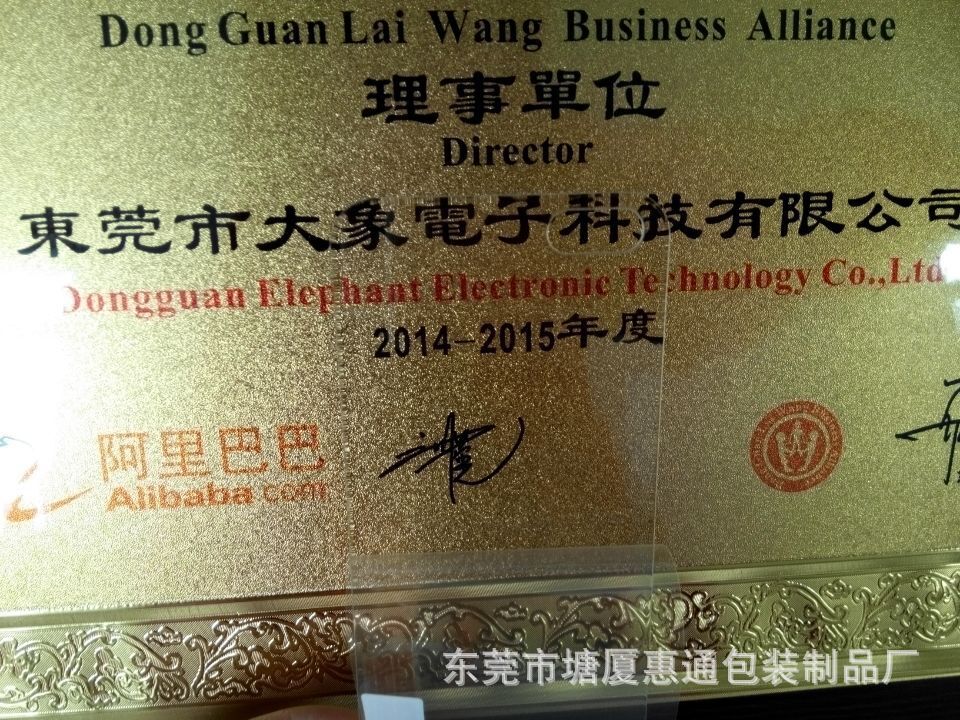 Dong Guan Lai Wang Business Alliance
理事單位
Director
東莞市大象電子科技有限公司
Dongguan Elephant Electronic Technology Co.,Ltd
2014-2015年度
阿里巴巴
Alibaba.com
东莞市塘厦惠通包装制品厂